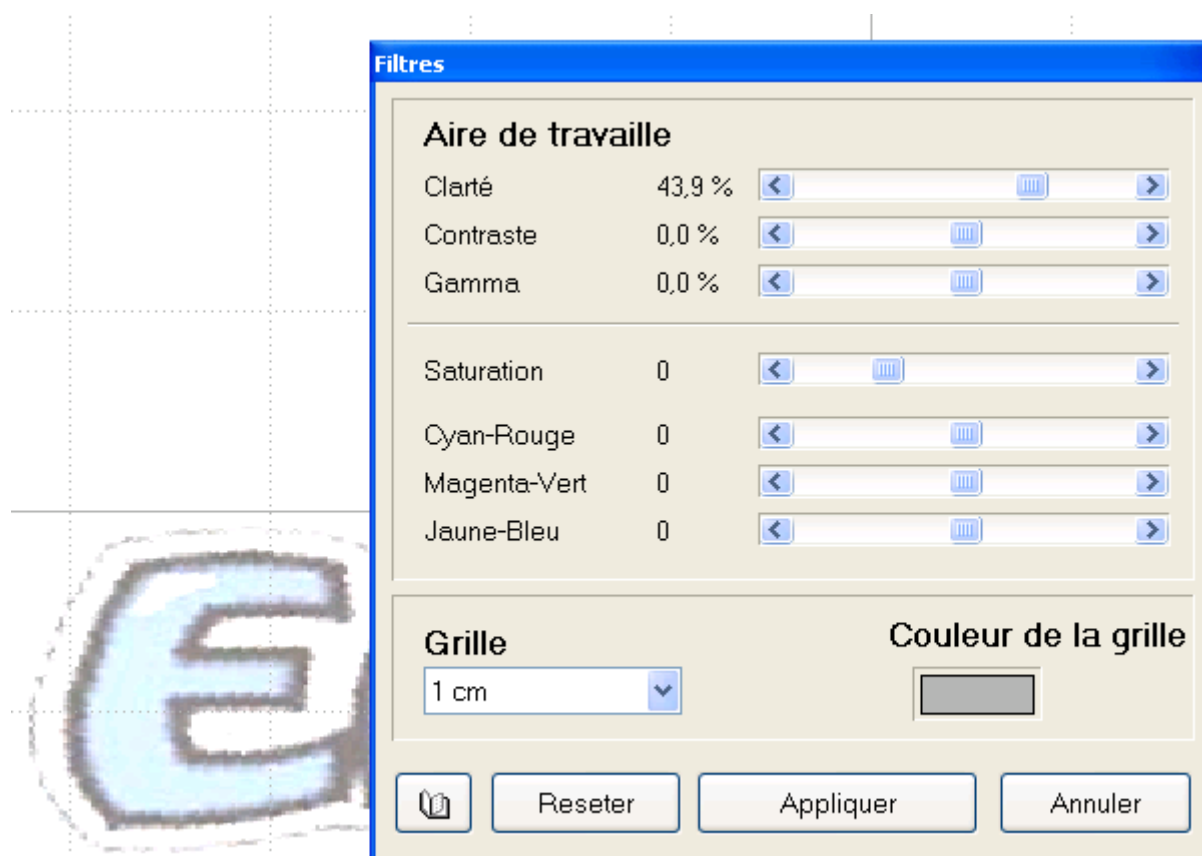 Filtres
Aire de travaille
Clarté 43,9 %
Contraste 0,0 %
Gamma 0,0 %
Saturation 0
Cyan-Rouge 0
Magenta-Vert 0
Jaune-Bleu 0
Grille Couleur de la grille
1 cm
Reseter Appliquer Annuler
E